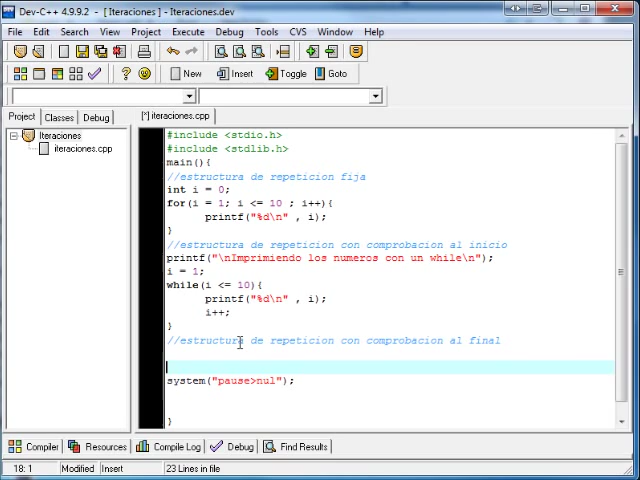 Dev-C++ 4.9.9.2 - [ Iteraciones ] - Iteraciones.dev
File Edit Search View Project Execute Debug Tools CVS Window Help
New Insert Toggle Goto
Project Classes Debug
[*] iteraciones.cpp
Iteraciones
iteraciones.cpp
#include <stdio.h>
#include <stdlib.h>
main(){
//estructura de repeticion fija
int i = 0;
for(i = 1; i <= 10 ; i++){
printf("%d\n" , i);
}
//estructura de repeticion con comprobacion al inicio
printf("\nImprimiendo los numeros con un while\n");
i = 1;
while(i <= 10){
printf("%d\n" , i);
i++;
}
//estructura de repeticion con comprobacion al final
system("pause>nul");
}
Compiler Resources Compile Log Debug Find Results
18: 1 Modified Insert 23 Lines in file